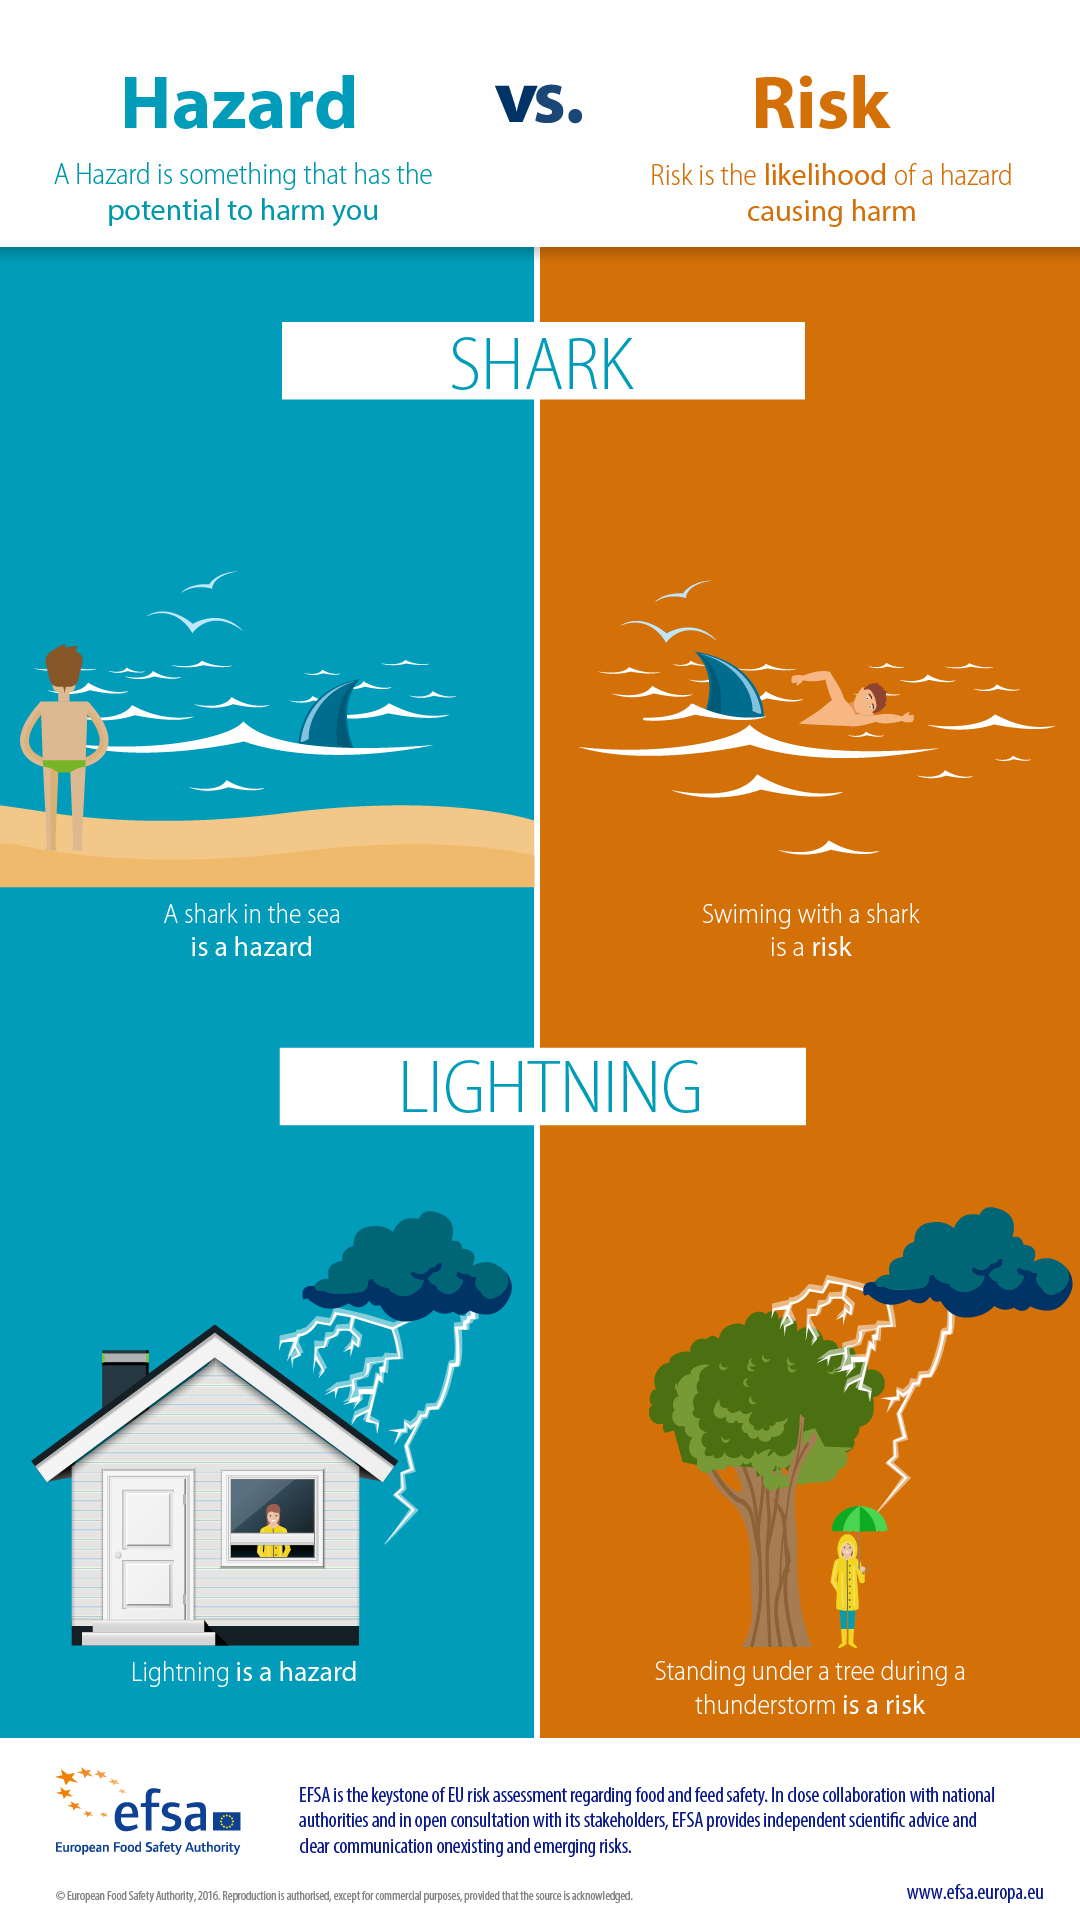 Hazard
vs.
Risk
A Hazard is something that has the
potential to harm you
Risk is the likelihood of a hazard
causing harm
SHARK
A shark in the sea
is a hazard
Swiming with a shark
is a risk
LIGHTNING
Lightning is a hazard
Standing under a tree during a
thunderstorm is a risk
efsa
European Food Safety Authority
EFSA is the keystone of EU risk assessment regarding food and feed safety. In close collaboration with national
authorities and in open consultation with its stakeholders, EFSA provides independent scientific advice and
clear communication onexisting and emerging risks.
© European Food Safety Authority, 2016. Reproduction is authorised, except for commercial purposes, provided that the source is acknowledged.
www.efsa.europa.eu